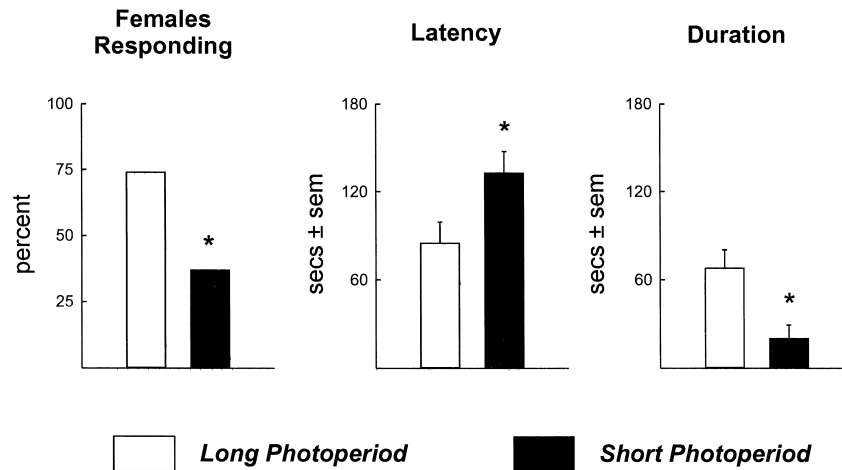 Females
Responding
Latency
Duration
percent
100
75
50
25
*
secs ± sem
180
120
60
*
secs ± sem
180
120
60
*
Long Photoperiod
Short Photoperiod